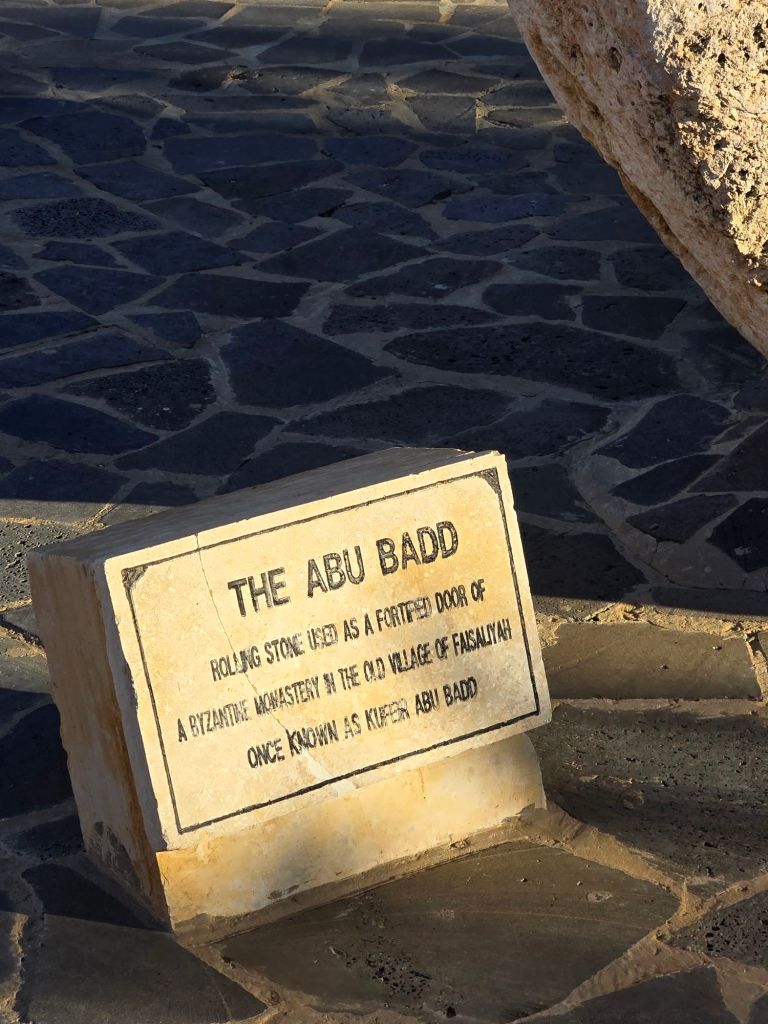 THE ABU BADD
ROLLING STONE USED AS A FORTIFIED DOOR OF
A BYZANTINE MONASTERY IN THE OLD VILLAGE OF FAISALIYAH
ONCE KNOWN AS KUFEIR ABU BADD